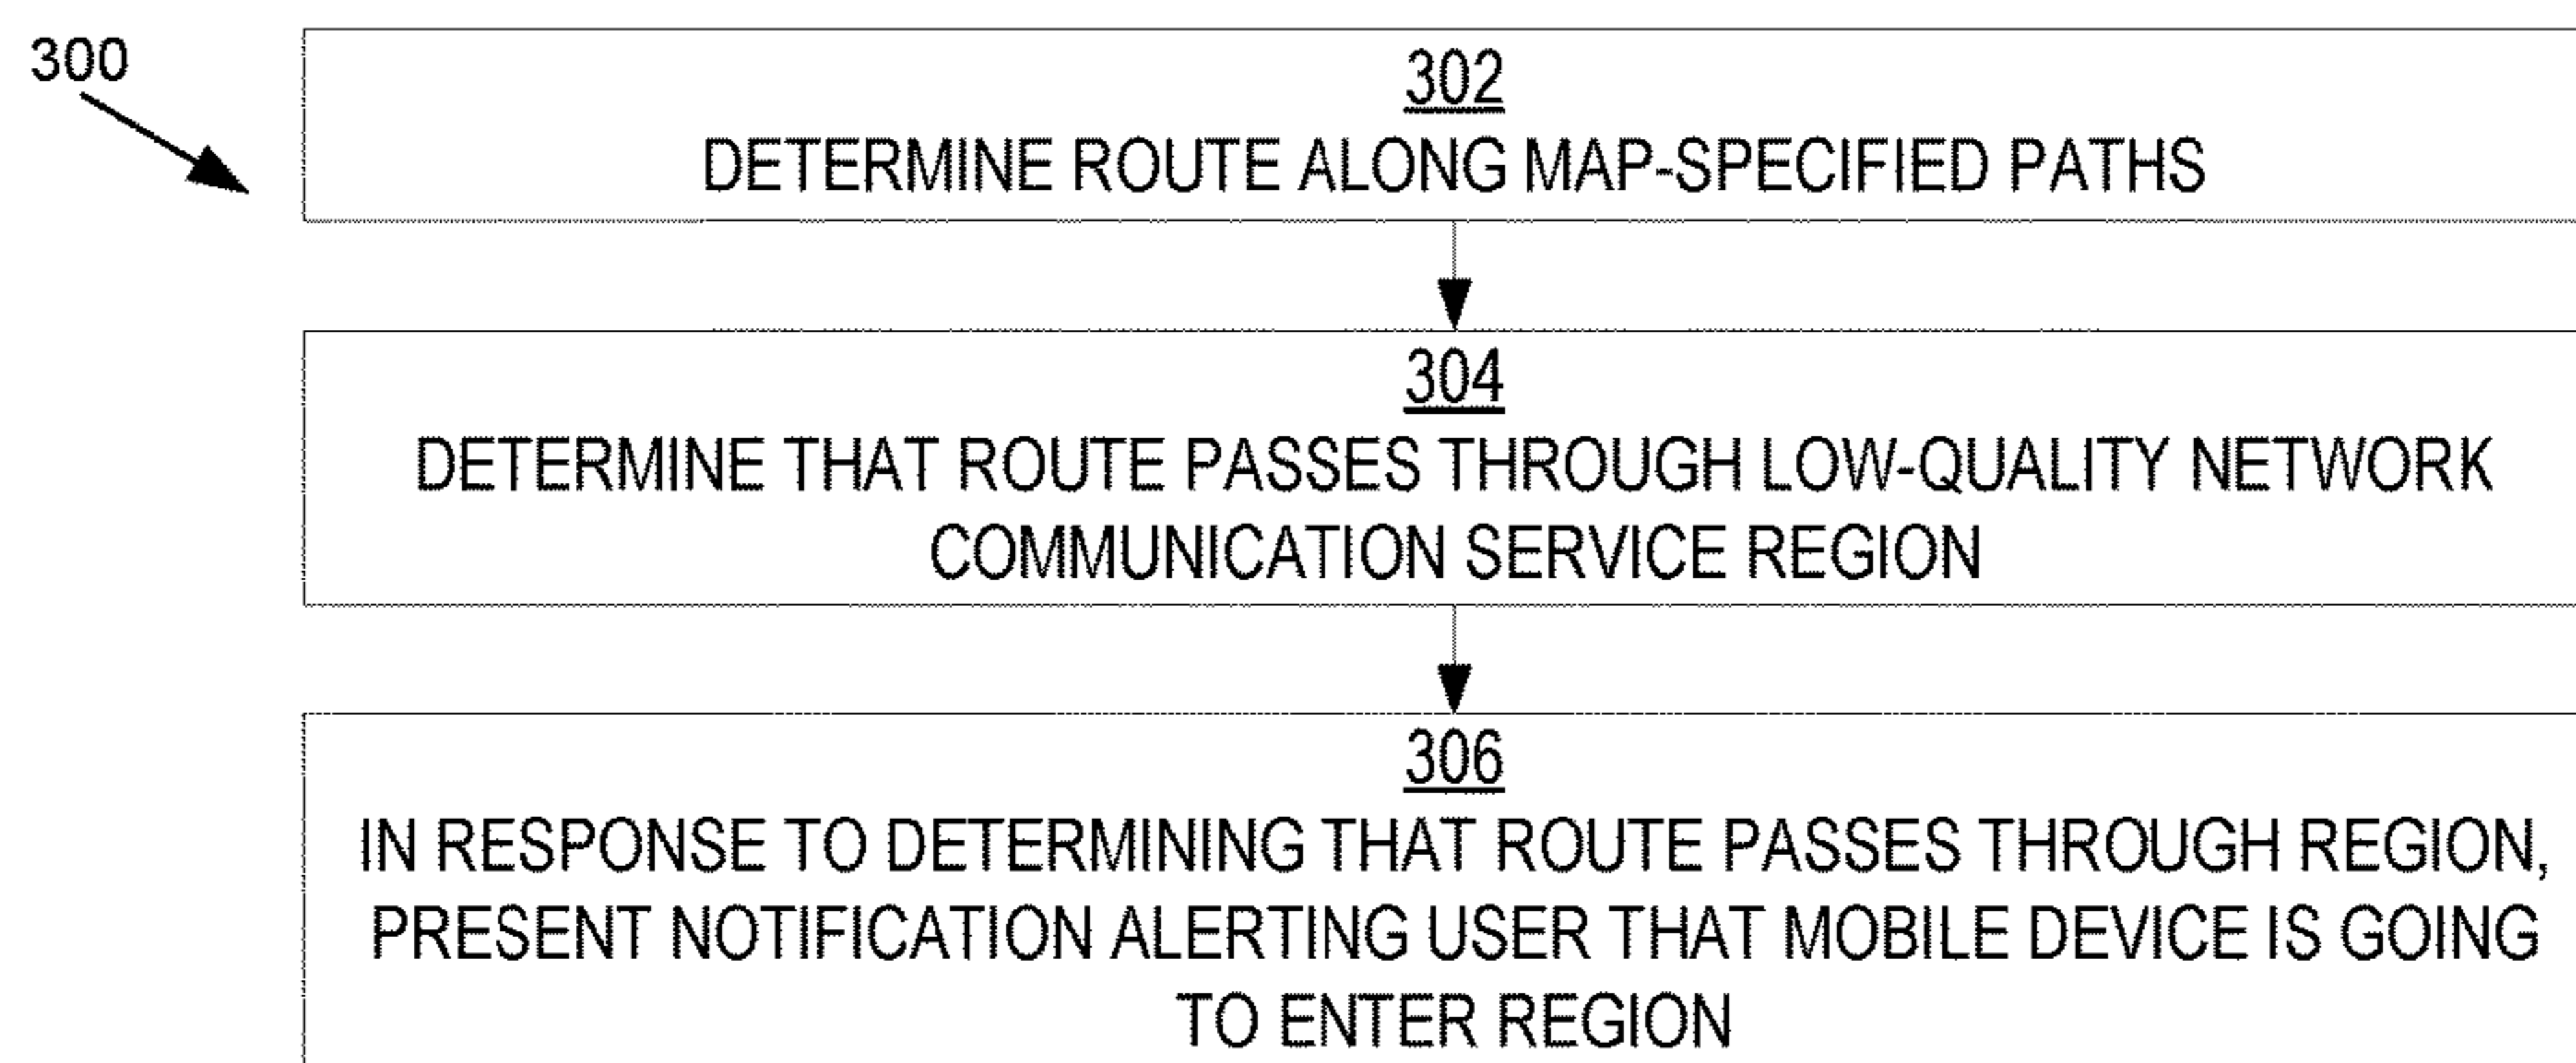 300
302
DETERMINE ROUTE ALONG MAP-SPECIFIED PATHS
304
DETERMINE THAT ROUTE PASSES THROUGH LOW-QUALITY NETWORK
COMMUNICATION SERVICE REGION
306
IN RESPONSE TO DETERMINING THAT ROUTE PASSES THROUGH REGION,
PRESENT NOTIFICATION ALERTING USER THAT MOBILE DEVICE IS GOING
TO ENTER REGION